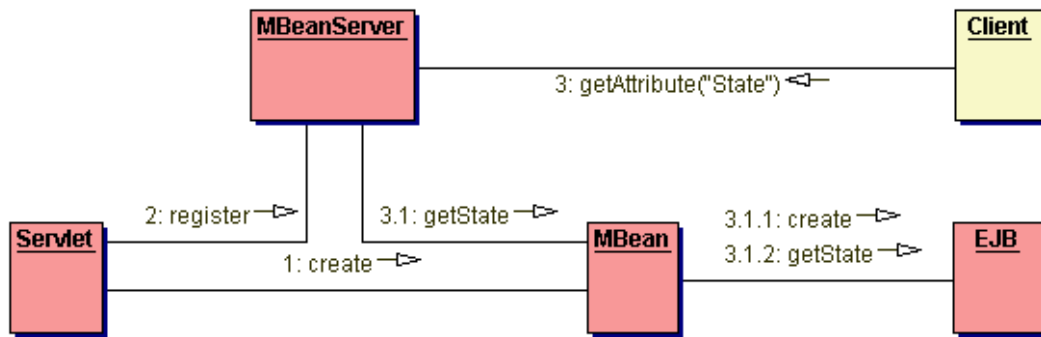 MBeanServer
Client
3: getAttribute("State")
2: register
3.1: getState
3.1.1: create
Servlet
MBean
EJB
1: create
3.1.2: getState